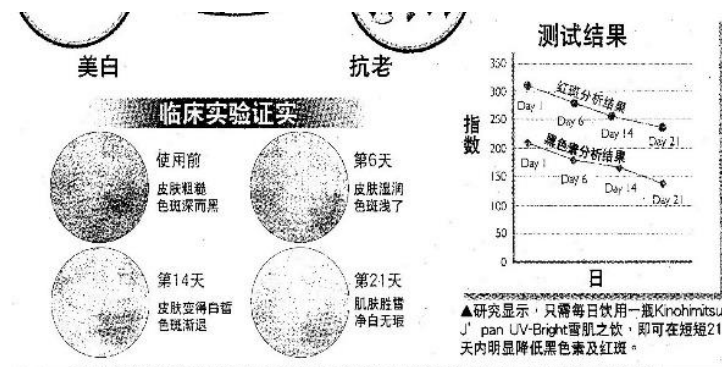 美白
抗老
临床实验证实
使用前
皮肤粗糙
色斑深而黑
第6天
皮肤滋润
色斑浅了
第14天
皮肤变得白皙
色斑渐退
第21天
肌肤胜雪
净白无瑕
测试结果
指数
350
300
250
200
150
100
50
0
红斑分析结果
Day 1
Day 6
Day 14
Day 21
黑色素分析结果
Day 1
Day 6
Day 14
Day 21
日
▲研究显示，只需每日饮用一瓶Kinohimitsu
J'pan UV-Bright雪肌之饮，即可在短短21
天内明显降低黑色素及红斑。